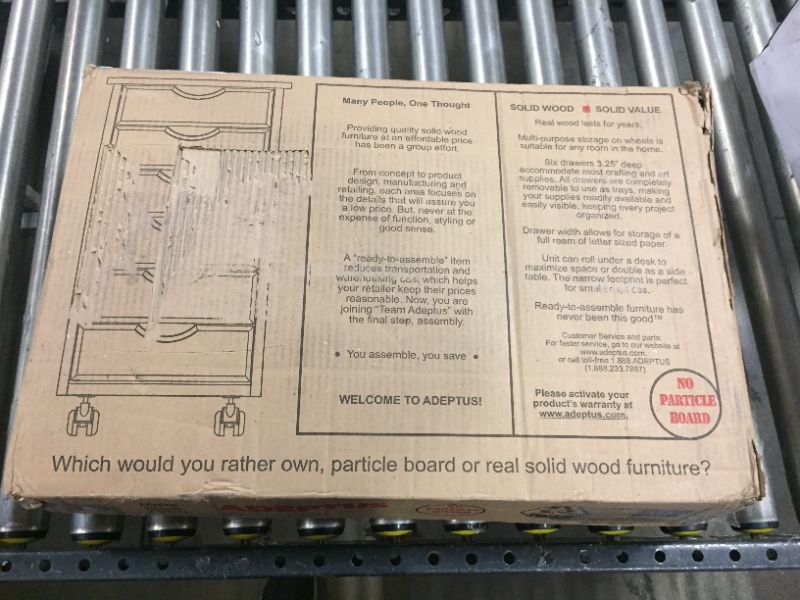 Many People, One Thought
Providing quality solid wood
furniture at an affordable price
has been a group effort.
From concept to product
design, manufacturing and
retailing, each area focuses on
the details that will assure you
a low price. But, never at the
expense of function, styling or
good sense.
A "ready-to-assemble" item
reduces transportation and
warehousing cost, which helps
your retailer keep their prices
reasonable. Now, you are
joining "Team Adeptus" with
the final step, assembly.
• You assemble, you save •
WELCOME TO ADEPTUS!
SOLID WOOD ■ SOLID VALUE
Real wood lasts for years.
Multi-purpose storage on wheels is
suitable for any room in the home.
Six drawers 3.25" deep
accommodate most crafting and art
supplies. All drawers are completely
removable to use as trays, making
your supplies readily available and
easily visible, keeping every project
organized.
Drawer width allows for storage of a
full ream of letter sized paper.
Unit can roll under a desk to
maximize space or double as a side
table. The narrow footprint is perfect
for smaller spaces.
Ready-to-assemble furniture has
never been this good™
Customer Service and parts:
For faster service, go to our website at
www.adeptus.com,
or call toll-free 1.888.ADEPTUS
(1.888.233.7887)
Please activate your
product's warranty at
www.adeptus.com.
NO
PARTICLE
BOARD
Which would you rather own, particle board or real solid wood furniture?
ADEPTUS